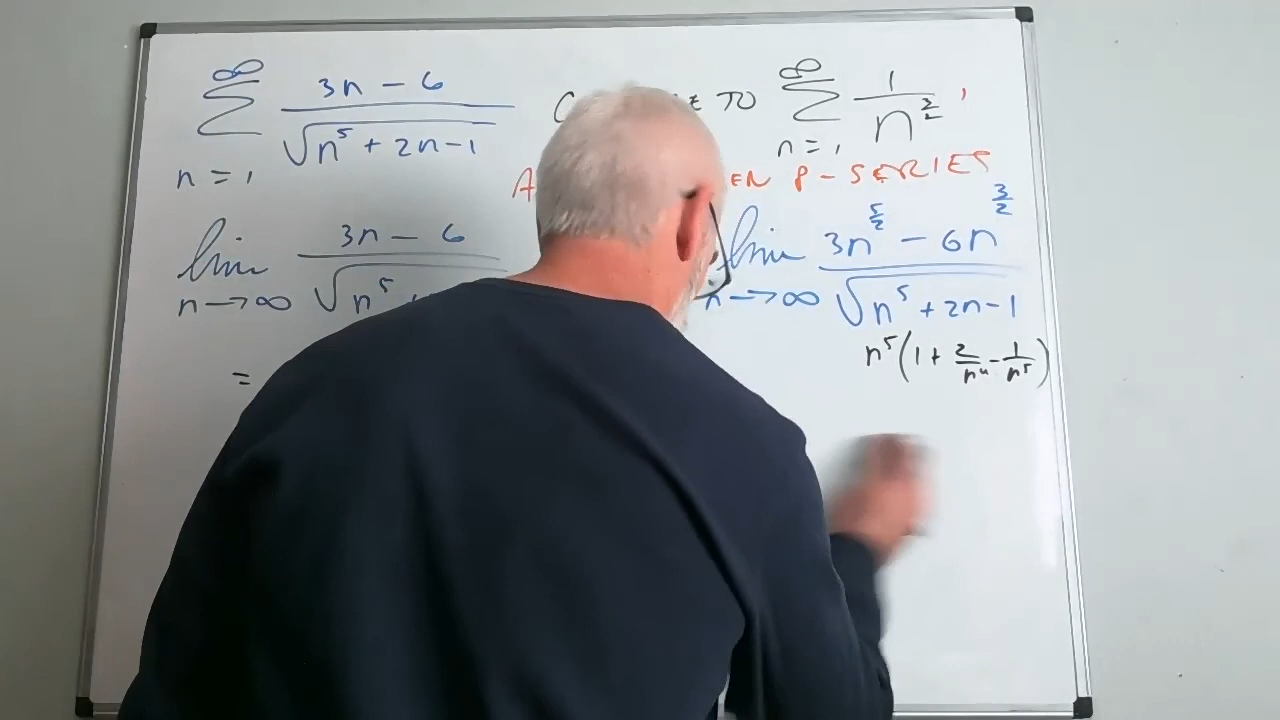 ∞ 3n - 6 ∞ 1
∑ ─────── TO ∑ ─── ,
n = 1 √(n⁵ + 2n - 1) n = 1 n^(3/2)
P-SERIES
lim 3n - 6 lim 3n^(5/2) - 6n^(3/2)
n → ∞ √n⁵ n → ∞ √(n⁵ + 2n - 1)
n⁵(1 + 2/n⁴ - 1/n⁵)
=